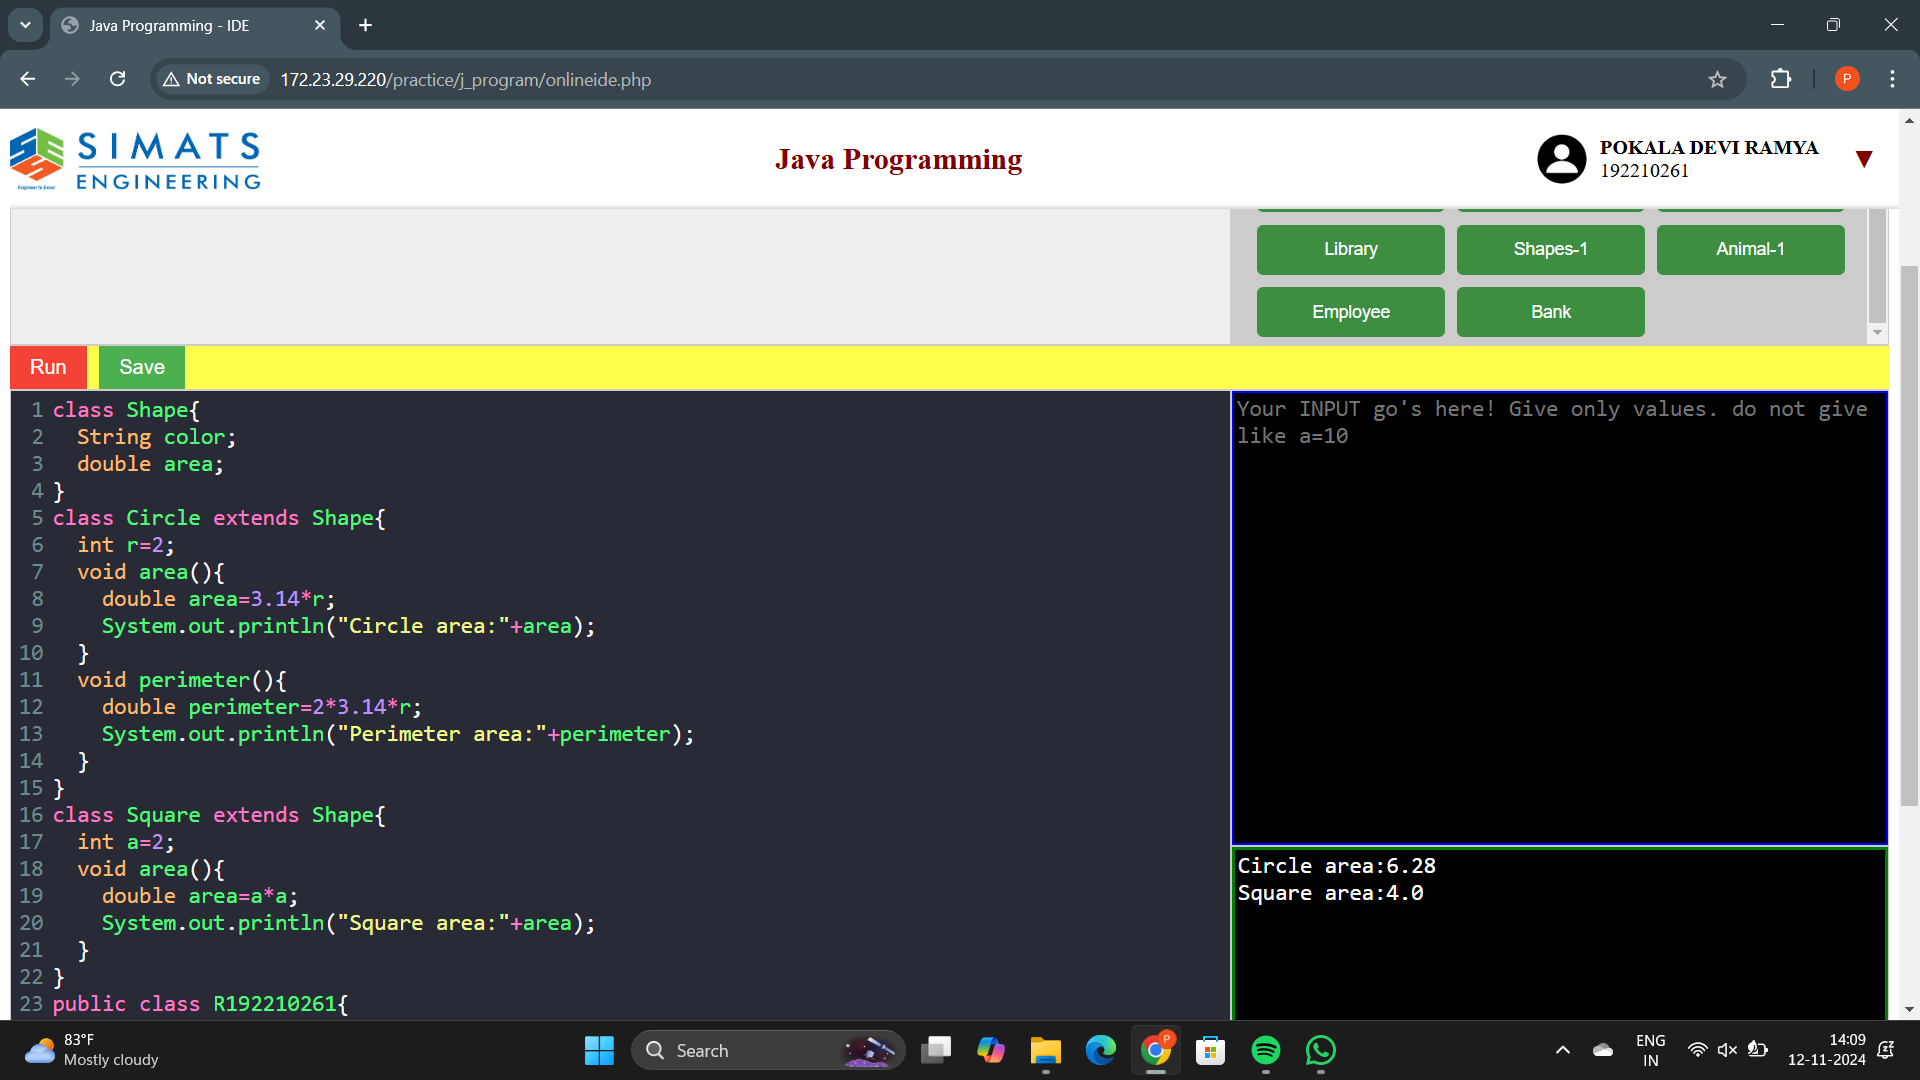 Java Programming - IDE
Not secure
172.23.29.220/practice/j_program/onlineide.php
P
SIMATS
ENGINEERING
Engineer to Excel
Java Programming
POKALA DEVI RAMYA
192210261
Library
Shapes-1
Animal-1
Employee
Bank
Run
Save
1 class Shape{
2 String color;
3 double area;
4 }
5 class Circle extends Shape{
6 int r=2;
7 void area(){
8 double area=3.14*r;
9 System.out.println("Circle area:"+area);
10 }
11 void perimeter(){
12 double perimeter=2*3.14*r;
13 System.out.println("Perimeter area:"+perimeter);
14 }
15 }
16 class Square extends Shape{
17 int a=2;
18 void area(){
19 double area=a*a;
20 System.out.println("Square area:"+area);
21 }
22 }
23 public class R192210261{
Your INPUT go's here! Give only values. do not give
like a=10
Circle area:6.28
Square area:4.0
83°F
Mostly cloudy
Search
P
ENG
IN
14:09
12-11-2024